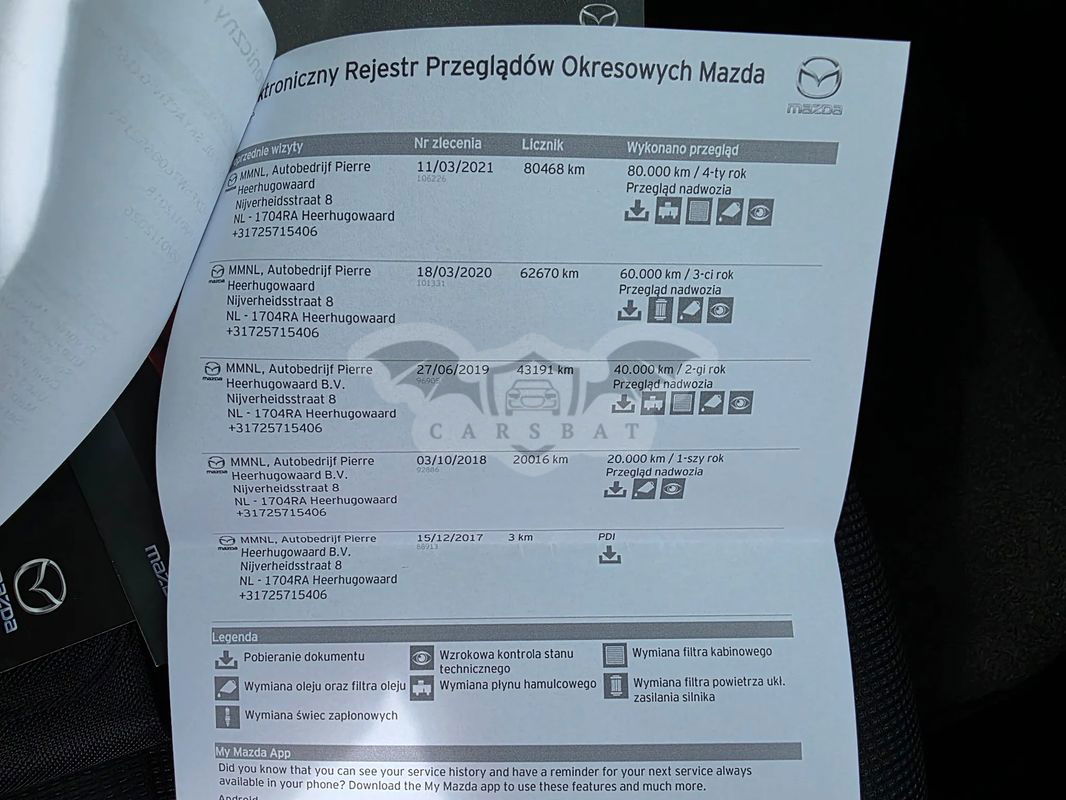 Rejestr Przeglądów Okresowych Mazda
mazda
wizyty Nr zlecenia Licznik Wykonano przegląd
MMNL, Autobedrijf Pierre 11/03/2021 80468 km 80.000 km / 4-ty rok
Heerhugowaard 106226 Przegląd nadwozia
Nijverheidsstraat 8
NL - 1704RA Heerhugowaard
+31725715406
MMNL, Autobedrijf Pierre 18/03/2020 62670 km 60.000 km / 3-ci rok
mazda Heerhugowaard 101331 Przegląd nadwozia
Nijverheidsstraat 8
NL - 1704RA Heerhugowaard
+31725715406
MMNL, Autobedrijf Pierre 27/06/2019 43191 km 40.000 km / 2-gi rok
mazda Heerhugowaard B.V. 96905 Przegląd nadwozia
Nijverheidsstraat 8
NL - 1704RA Heerhugowaard
+31725715406
CARSBAT
MMNL, Autobedrijf Pierre 03/10/2018 20016 km 20.000 km / 1-szy rok
mazda Heerhugowaard B.V. 92886 Przegląd nadwozia
Nijverheidsstraat 8
NL - 1704RA Heerhugowaard
+31725715406
MMNL, Autobedrijf Pierre 15/12/2017 3 km PDI
mazda Heerhugowaard B.V. 88913
Nijverheidsstraat 8
NL - 1704RA Heerhugowaard
+31725715406
Legenda
Pobieranie dokumentu Wzrokowa kontrola stanu technicznego Wymiana filtra kabinowego
Wymiana oleju oraz filtra oleju Wymiana płynu hamulcowego Wymiana filtra powietrza ukł. zasilania silnika
Wymiana świec zapłonowych
My Mazda App
Did you know that you can see your service history and have a reminder for your next service always
available in your phone? Download the My Mazda app to use these features and much more.
Android
mazda
mazda